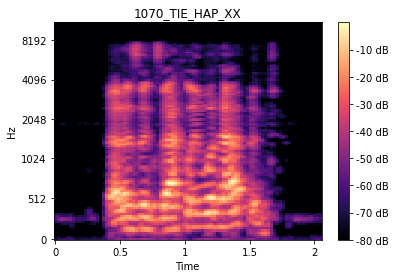 1070_TIE_HAP_XX
8192
4096
2048
1024
512
0
Hz
0
0.5
1
1.5
2
Time
-10 dB
-20 dB
-30 dB
-40 dB
-50 dB
-60 dB
-70 dB
-80 dB